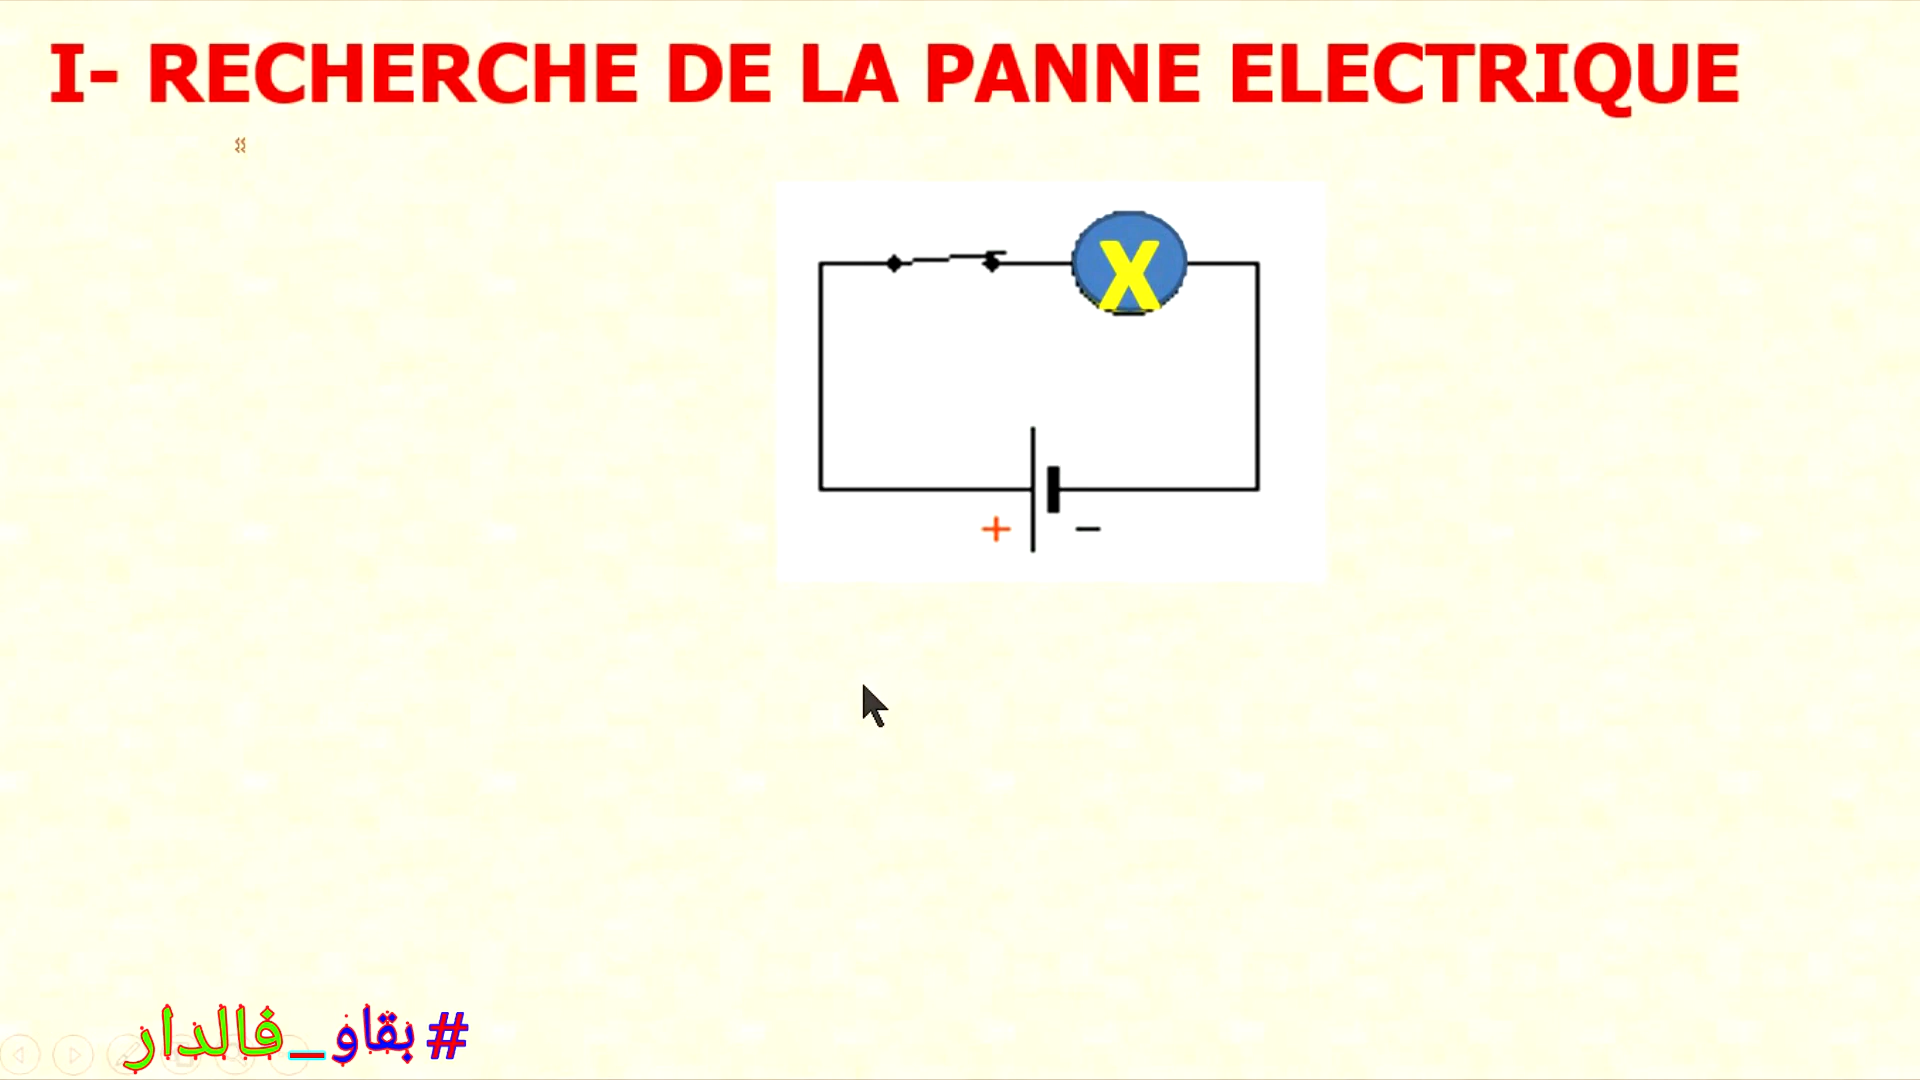 I- RECHERCHE DE LA PANNE ELECTRIQUE
X
+ −
#بقاو_فالدار